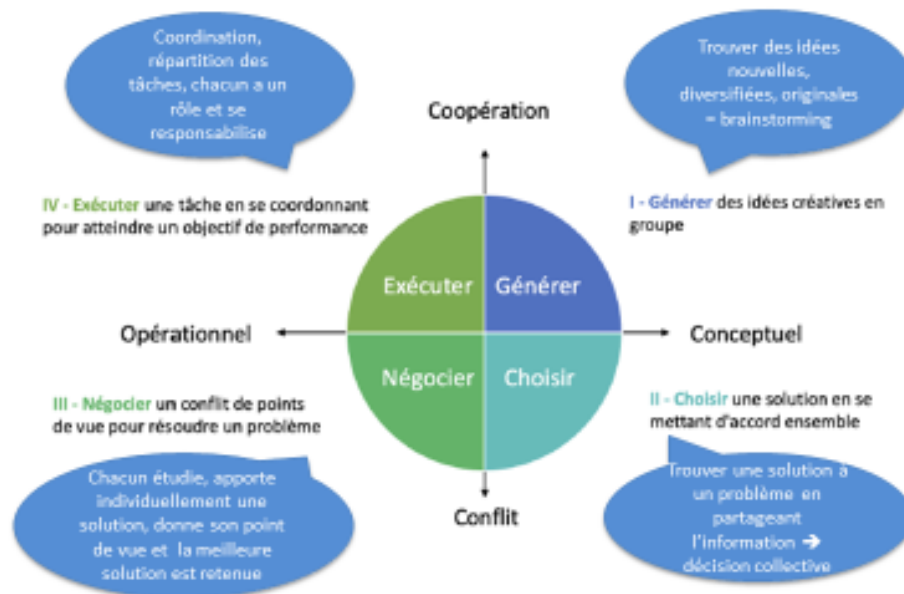 Coordination,
répartition des
tâches, chacun a un
rôle et se
responsabilise
Trouver des idées
nouvelles,
diversifiées, originales
= brainstorming
Coopération
IV - Exécuter une tâche en se coordonnant
pour atteindre un objectif de performance
I - Générer des idées créatives en
groupe
Exécuter
Générer
Opérationnel
Conceptuel
Négocier
Choisir
III - Négocier un conflit de points
de vue pour résoudre un problème
II - Choisir une solution en se
mettant d'accord ensemble
Chacun étudie, apporte
individuellement une
solution, donne son point
de vue et la meilleure
solution est retenue
Conflit
Trouver une solution à
un problème en
partageant
l'information ➔
décision collective